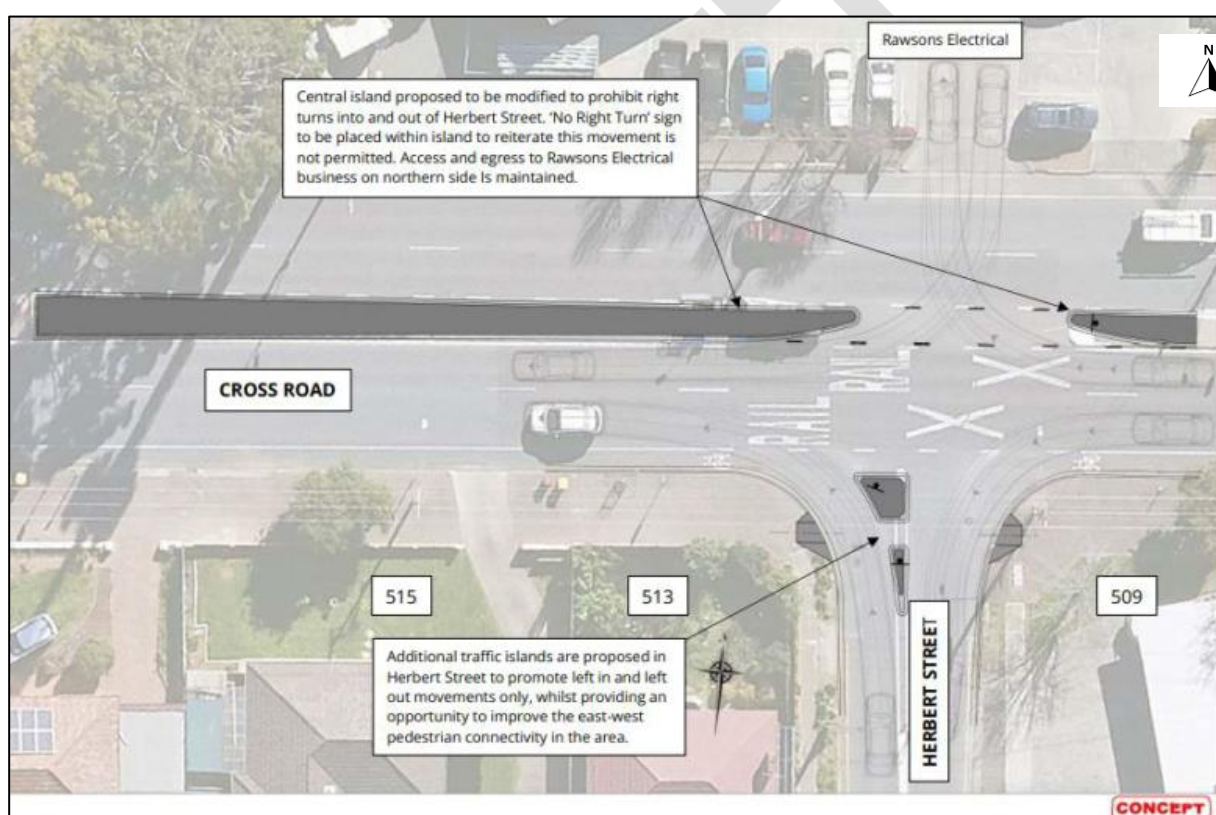 Rawsons Electrical
N
Central island proposed to be modified to prohibit right
turns into and out of Herbert Street. 'No Right Turn' sign
to be placed within island to reiterate this movement is
not permitted. Access and egress to Rawsons Electrical
business on northern side Is maintained.
CROSS ROAD
RAIL
RAIL
515
513
509
Additional traffic islands are proposed in
Herbert Street to promote left in and left
out movements only, whilst providing an
opportunity to improve the east-west
pedestrian connectivity in the area.
HERBERT STREET
CONCEPT